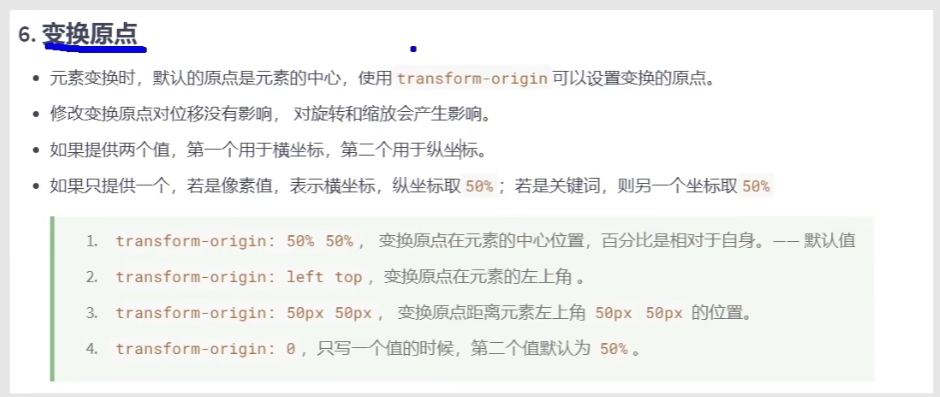 6. 变换原点
• 元素变换时，默认的原点是元素的中心，使用 transform-origin 可以设置变换的原点。
• 修改变换原点对位移没有影响， 对旋转和缩放会产生影响。
• 如果提供两个值，第一个用于横坐标，第二个用于纵坐标。
• 如果只提供一个，若是像素值，表示横坐标，纵坐标取 50% ；若是关键词，则另一个坐标取 50%
1. transform-origin: 50% 50% ， 变换原点在元素的中心位置，百分比是相对于自身。—— 默认值
2. transform-origin: left top ，变换原点在元素的左上角 。
3. transform-origin: 50px 50px ， 变换原点距离元素左上角 50px 50px 的位置。
4. transform-origin: 0 ，只写一个值的时候，第二个值默认为 50% 。